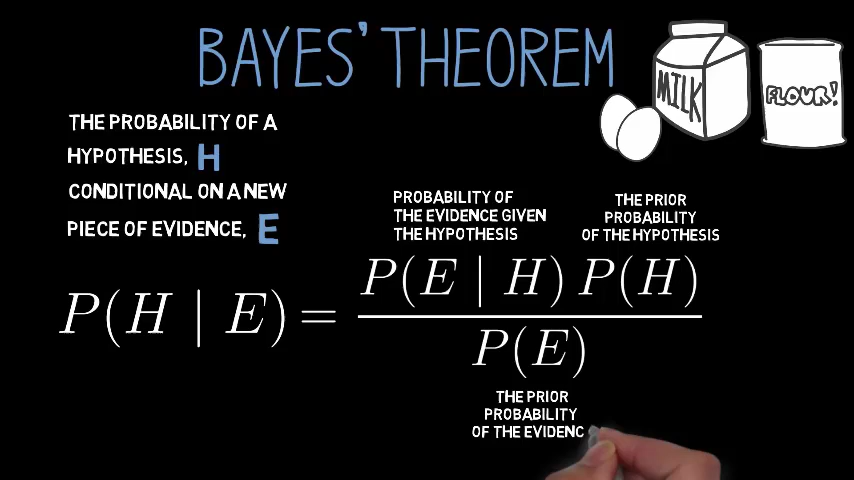 BAYES' THEOREM
MILK
FLOUR!
THE PROBABILITY OF A
HYPOTHESIS, H
CONDITIONAL ON A NEW
PIECE OF EVIDENCE, E
PROBABILITY OF
THE EVIDENCE GIVEN
THE HYPOTHESIS
THE PRIOR
PROBABILITY
OF THE HYPOTHESIS
P(E | H) P(H)
P(H | E) =
P(E)
THE PRIOR
PROBABILITY
OF THE EVIDENC